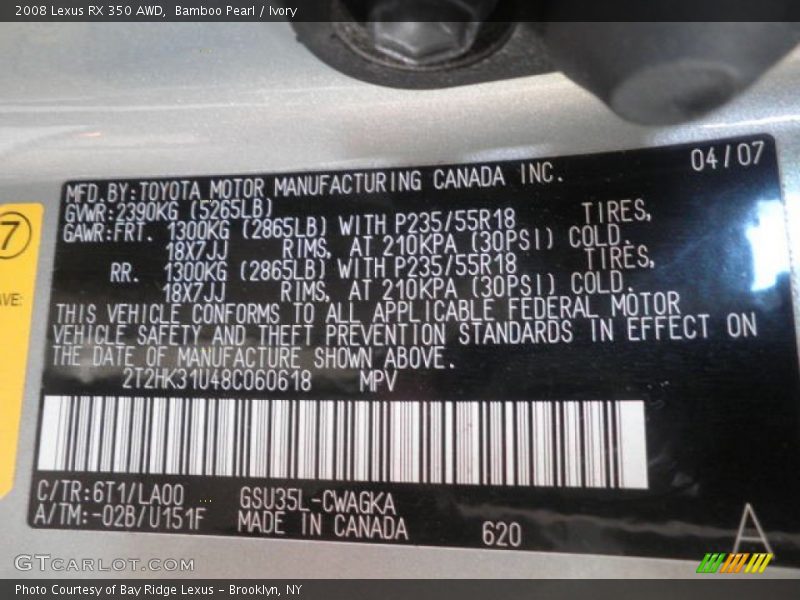 2008 Lexus RX 350 AWD, Bamboo Pearl / Ivory
04/07
MFD. BY: TOYOTA MOTOR MANUFACTURING CANADA INC.
GVWR: 2390KG (5265LB)
GAWR: FRT. 1300KG (2865LB) WITH P235/55R18 TIRES,
18X7JJ RIMS, AT 210KPA (30PSI) COLD.
RR. 1300KG (2865LB) WITH P235/55R18 TIRES,
18X7JJ RIMS, AT 210KPA (30PSI) COLD.
THIS VEHICLE CONFORMS TO ALL APPLICABLE FEDERAL MOTOR
VEHICLE SAFETY AND THEFT PREVENTION STANDARDS IN EFFECT ON
THE DATE OF MANUFACTURE SHOWN ABOVE.
2T2HK31U48C060618 MPV
C/TR: 6T1/LA00 GSU35L-CWAGKA
A/TM: -02B/U151F MADE IN CANADA 620
A
7
AVE:
GTCARLOT.COM
Photo Courtesy of Bay Ridge Lexus - Brooklyn, NY